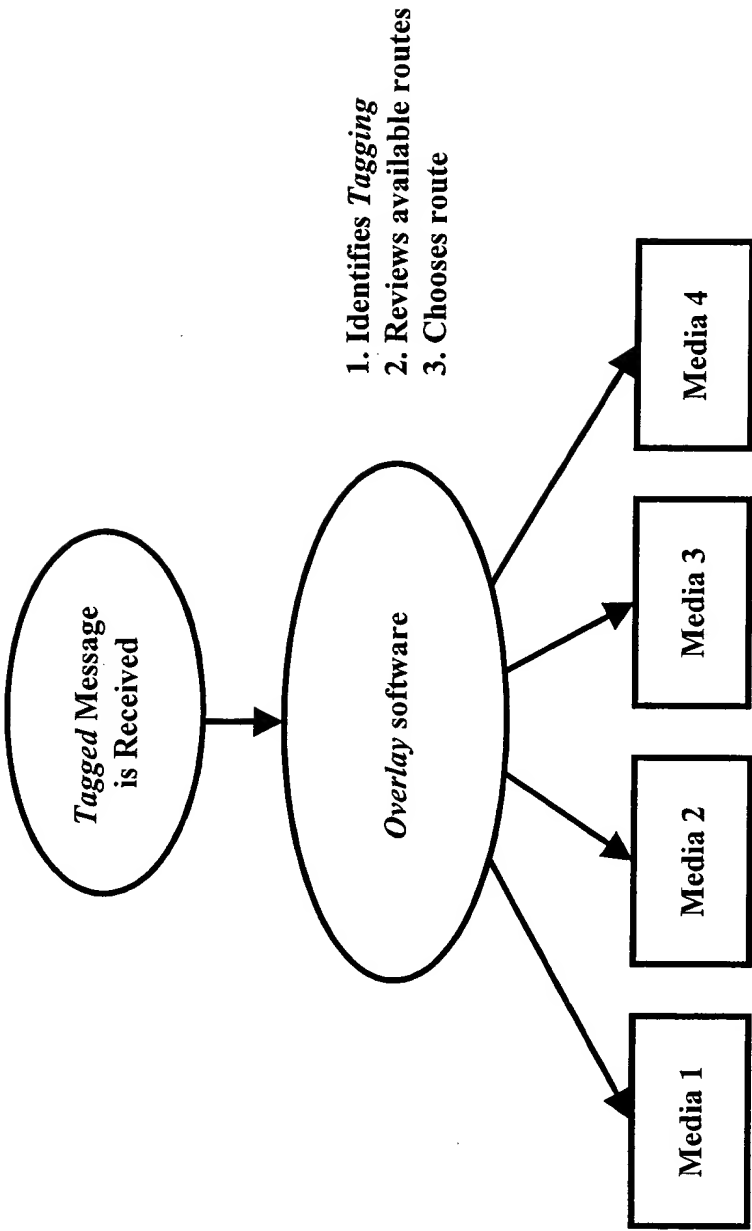 Tagged Message
is Received
Overlay software
1. Identifies Tagging
2. Reviews available routes
3. Chooses route
Media 1
Media 2
Media 3
Media 4